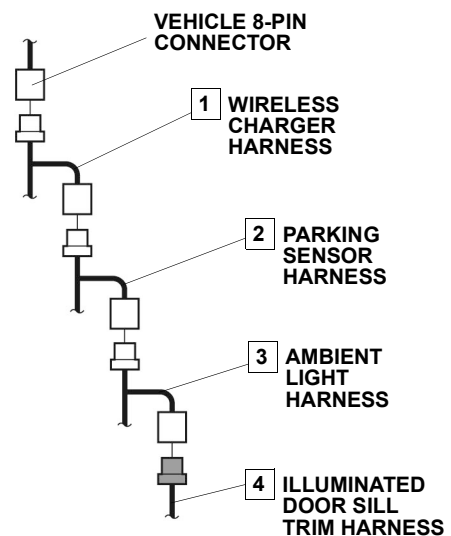 VEHICLE 8-PIN
CONNECTOR
1 WIRELESS
CHARGER
HARNESS
2 PARKING
SENSOR
HARNESS
3 AMBIENT
LIGHT
HARNESS
4 ILLUMINATED
DOOR SILL
TRIM HARNESS